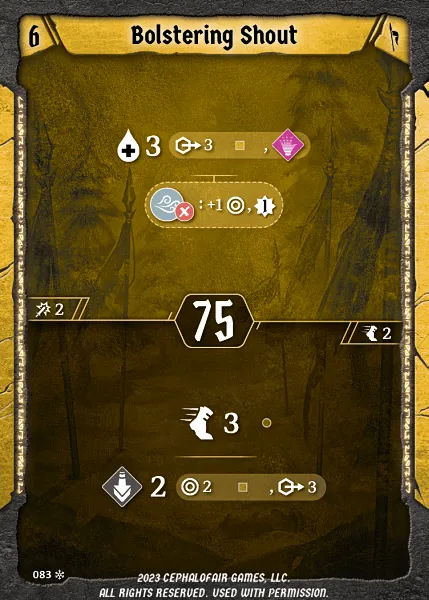 6 Bolstering Shout
3 3 ,
: +1 ,
2
75
2
3
2 2 , 3
083
2023 CEPHALOFAIR GAMES, LLC.
ALL RIGHTS RESERVED. USED WITH PERMISSION.